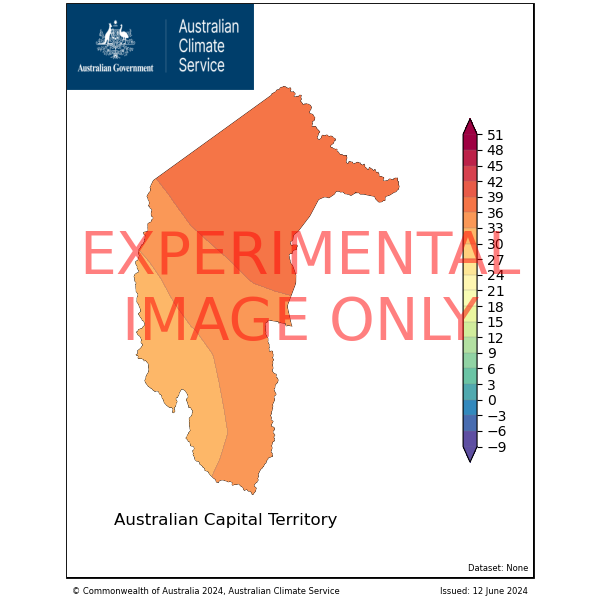 Australian Government
Australian
Climate
Service
EXPERIMENTAL
IMAGE ONLY
51
48
45
42
39
36
33
30
27
24
21
18
15
12
9
6
3
0
−3
−6
−9
Australian Capital Territory
Dataset: None
© Commonwealth of Australia 2024, Australian Climate Service
Issued: 12 June 2024